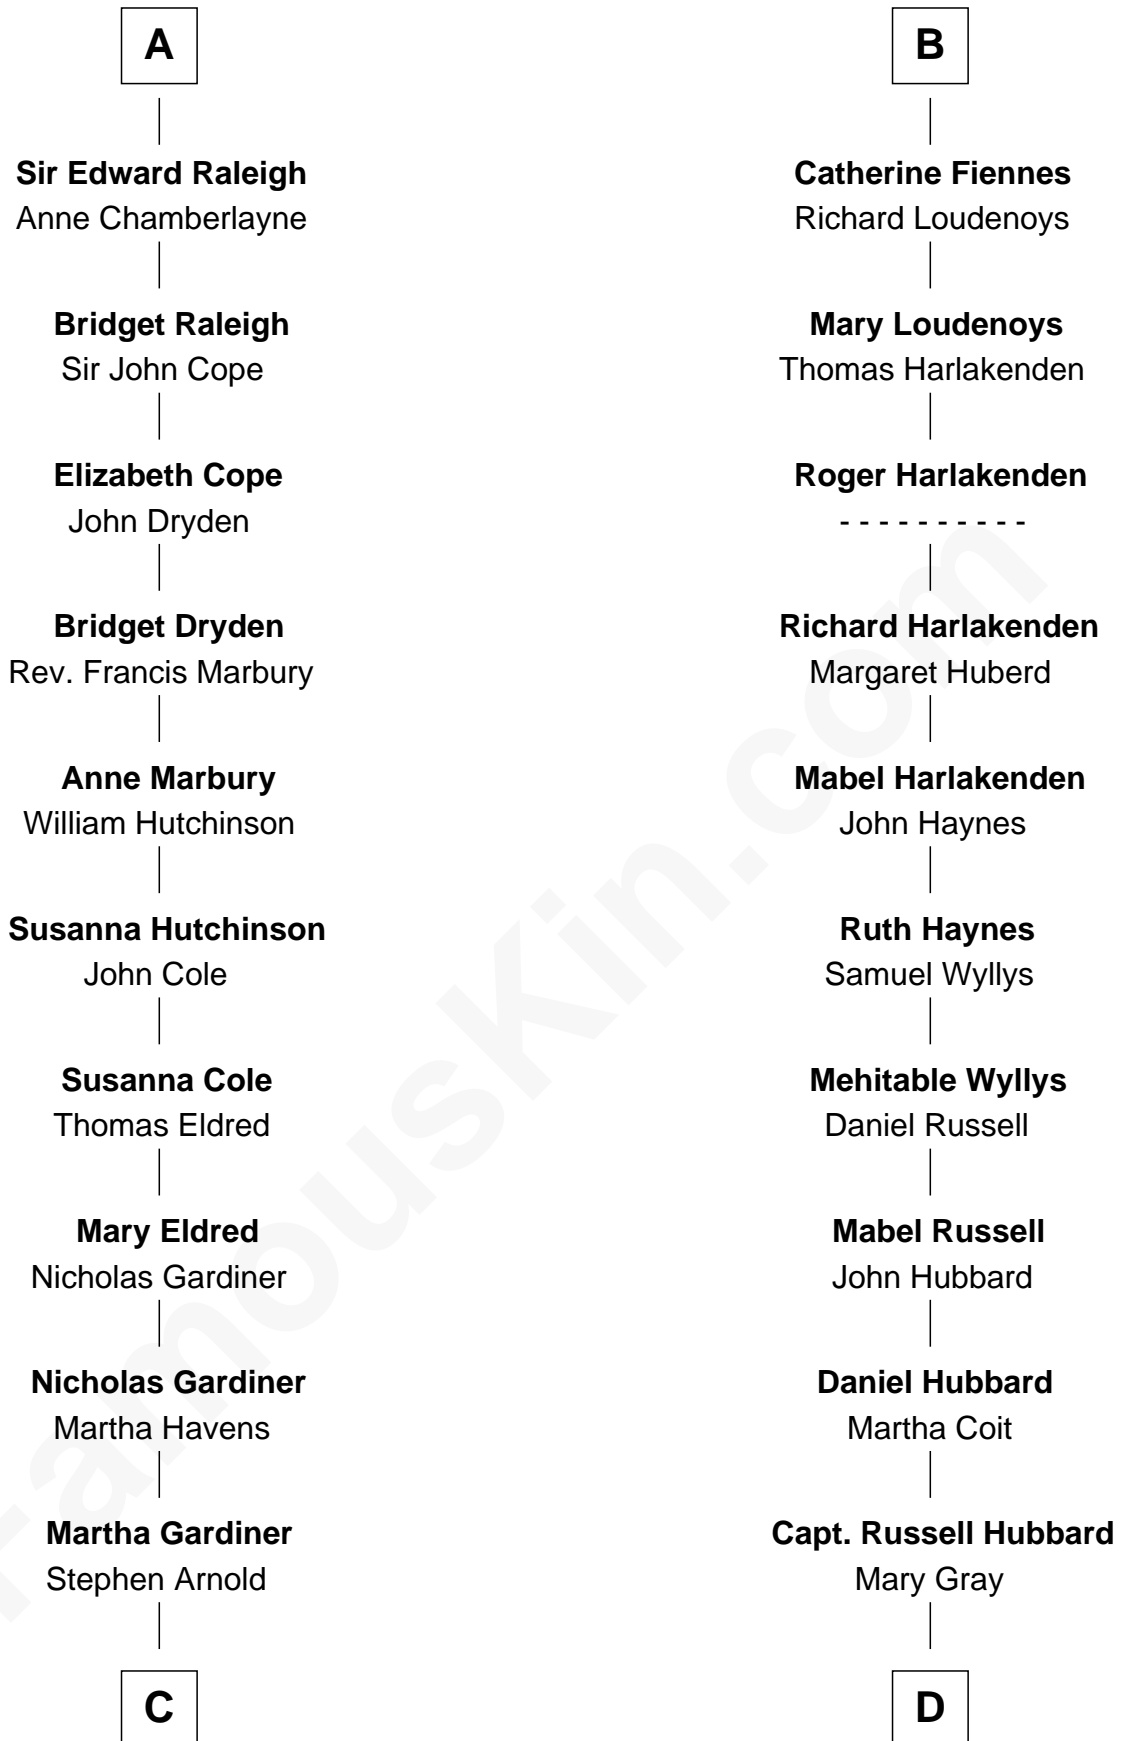 A
Sir Edward Raleigh
Anne Chamberlayne
Bridget Raleigh
Sir John Cope
Elizabeth Cope
John Dryden
Bridget Dryden
Rev. Francis Marbury
Anne Marbury
William Hutchinson
Susanna Hutchinson
John Cole
Susanna Cole
Thomas Eldred
Mary Eldred
Nicholas Gardiner
Nicholas Gardiner
Martha Havens
Martha Gardiner
Stephen Arnold
C
B
Catherine Fiennes
Richard Loudenoys
Mary Loudenoys
Thomas Harlakenden
Roger Harlakenden
- - - - - - - - - -
Richard Harlakenden
Margaret Huberd
Mabel Harlakenden
John Haynes
Ruth Haynes
Samuel Wyllys
Mehitable Wyllys
Daniel Russell
Mabel Russell
John Hubbard
Daniel Hubbard
Martha Coit
Capt. Russell Hubbard
Mary Gray
D
FamousKin.com